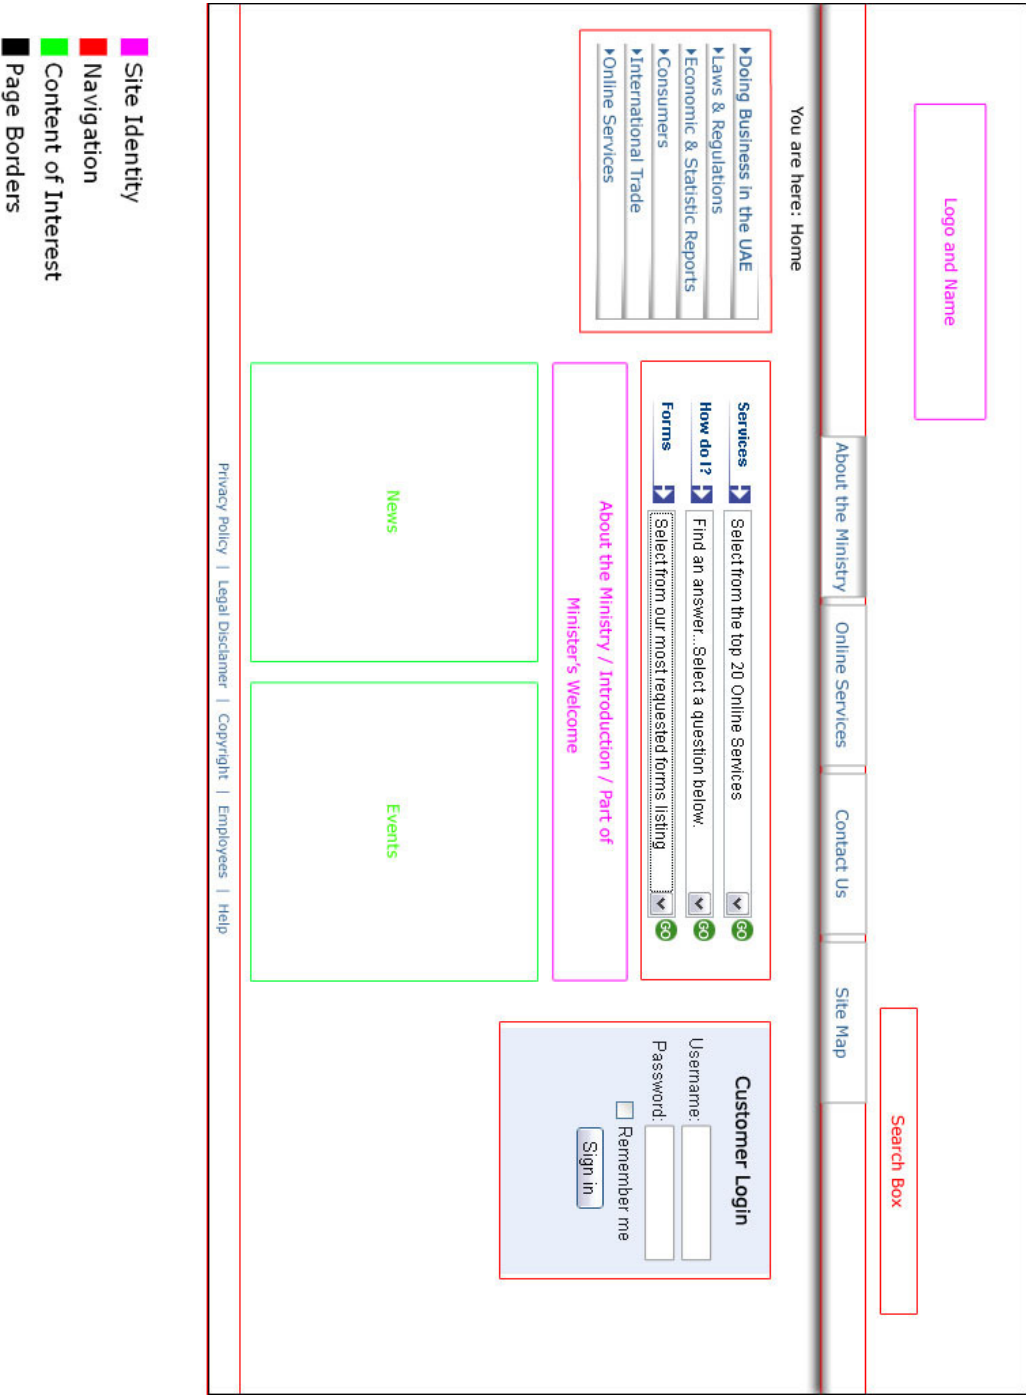 Logo and Name
Search Box
About the Ministry
Online Services
Contact Us
Site Map
You are here: Home
Doing Business in the UAE
Laws & Regulations
Economic & Statistic Reports
Consumers
International Trade
Online Services
Services Select from the top 20 Online Services GO
How do I? Find an answer...Select a question below. GO
Forms Select from our most requested forms listing GO
About the Ministry / Introduction / Part of
Minister's Welcome
News
Events
Customer Login
Username:
Password:
Remember me
Sign in
Privacy Policy | Legal Disclamer | Copyright | Employees | Help
Site Identity
Navigation
Content of Interest
Page Borders